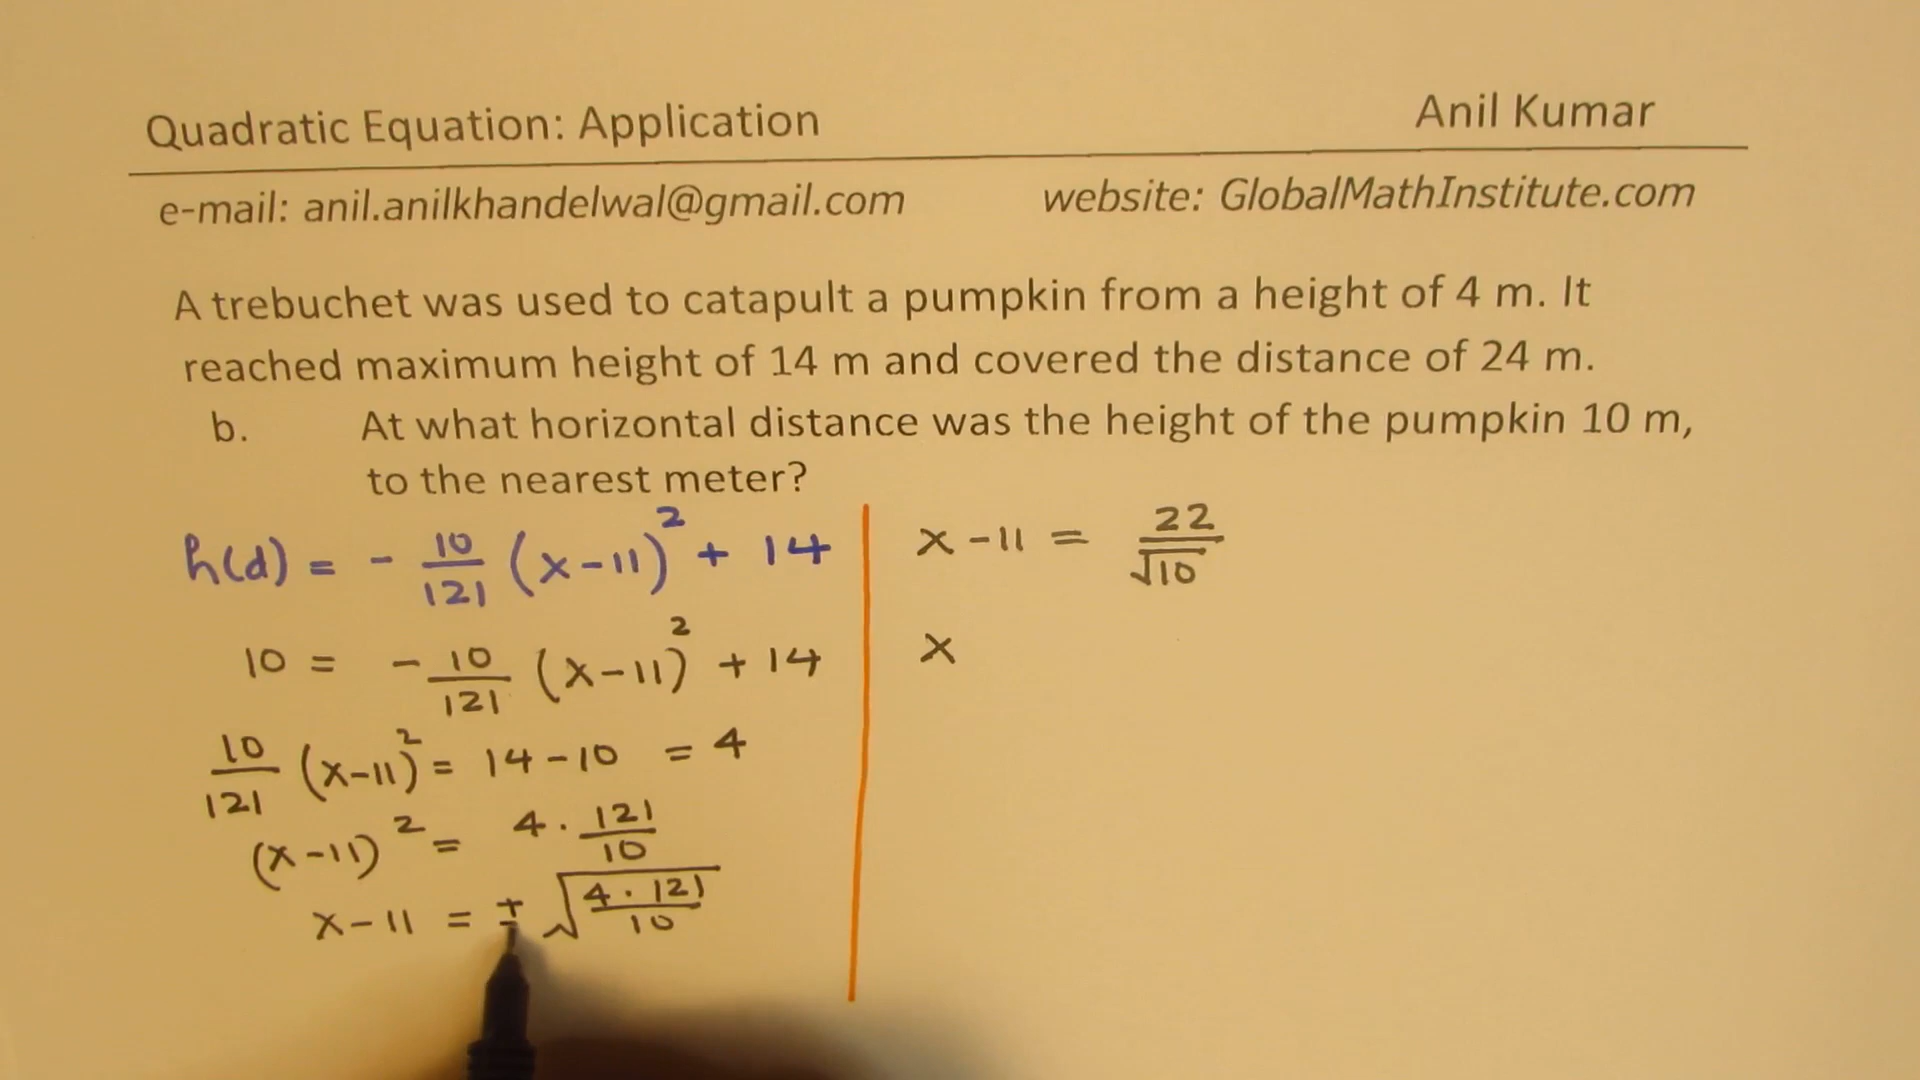 Quadratic Equation: Application
Anil Kumar
e-mail: anil.anilkhandelwal@gmail.com
website: GlobalMathInstitute.com
A trebuchet was used to catapult a pumpkin from a height of 4 m. It
reached maximum height of 14 m and covered the distance of 24 m.
b. At what horizontal distance was the height of the pumpkin 10 m,
to the nearest meter?
h(d) = - 10/121 (x-11)² + 14
10 = - 10/121 (x-11)² + 14
10/121 (x-11)² = 14-10 = 4
(x-11)² = 4 · 121/10
x-11 = ± √(4 · 121/10)
x-11 = 22/√10
x